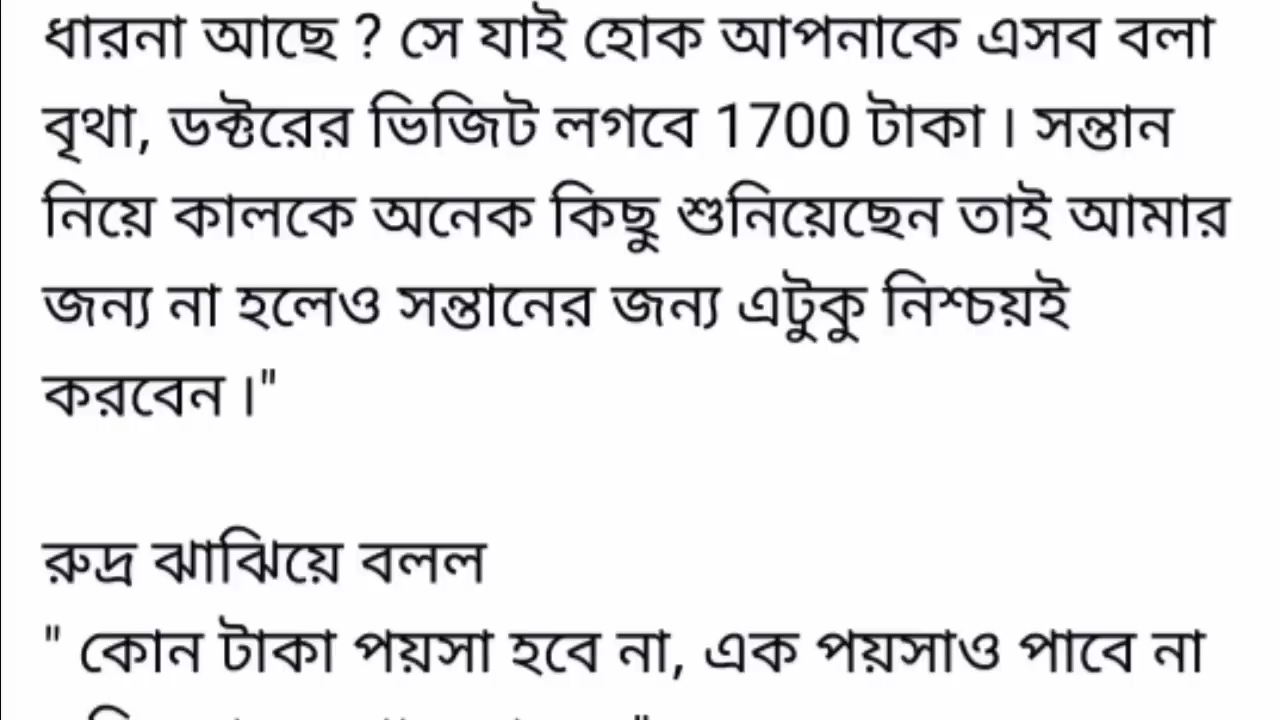 ধারনা আছে ? সে যাই হোক আপনাকে এসব বলা
বৃথা, ডক্টরের ভিজিট লগবে 1700 টাকা । সন্তান
নিয়ে কালকে অনেক কিছু শুনিয়েছেন তাই আমার
জন্য না হলেও সন্তানের জন্য এটুকু নিশ্চয়ই
করবেন ।"
রুদ্র ঝাঝিয়ে বলল
" কোন টাকা পয়সা হবে না, এক পয়সাও পাবে না